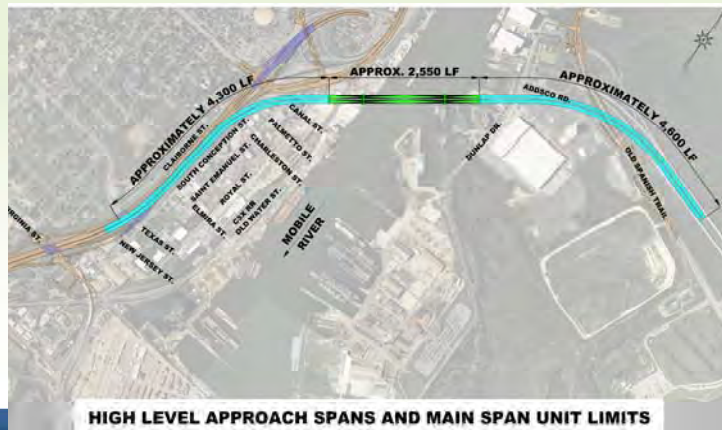 APPROXIMATELY 4,300 LF
APPROX. 2,550 LF
APPROXIMATELY 4,600 LF
CLAIBORNE ST.
SOUTH CONCEPTION ST.
SAINT EMANUEL ST.
ROYAL ST.
ELMIRA ST.
CSX RR
OLD WATER ST.
CHARLESTON ST.
PALMETTO ST.
CANAL ST.
MOBILE
RIVER
DUNLAP DR.
ADDSCO RD.
OLD SPANISH TRAIL
VIRGINIA ST.
TEXAS ST.
NEW JERSEY ST.
HIGH LEVEL APPROACH SPANS AND MAIN SPAN UNIT LIMITS